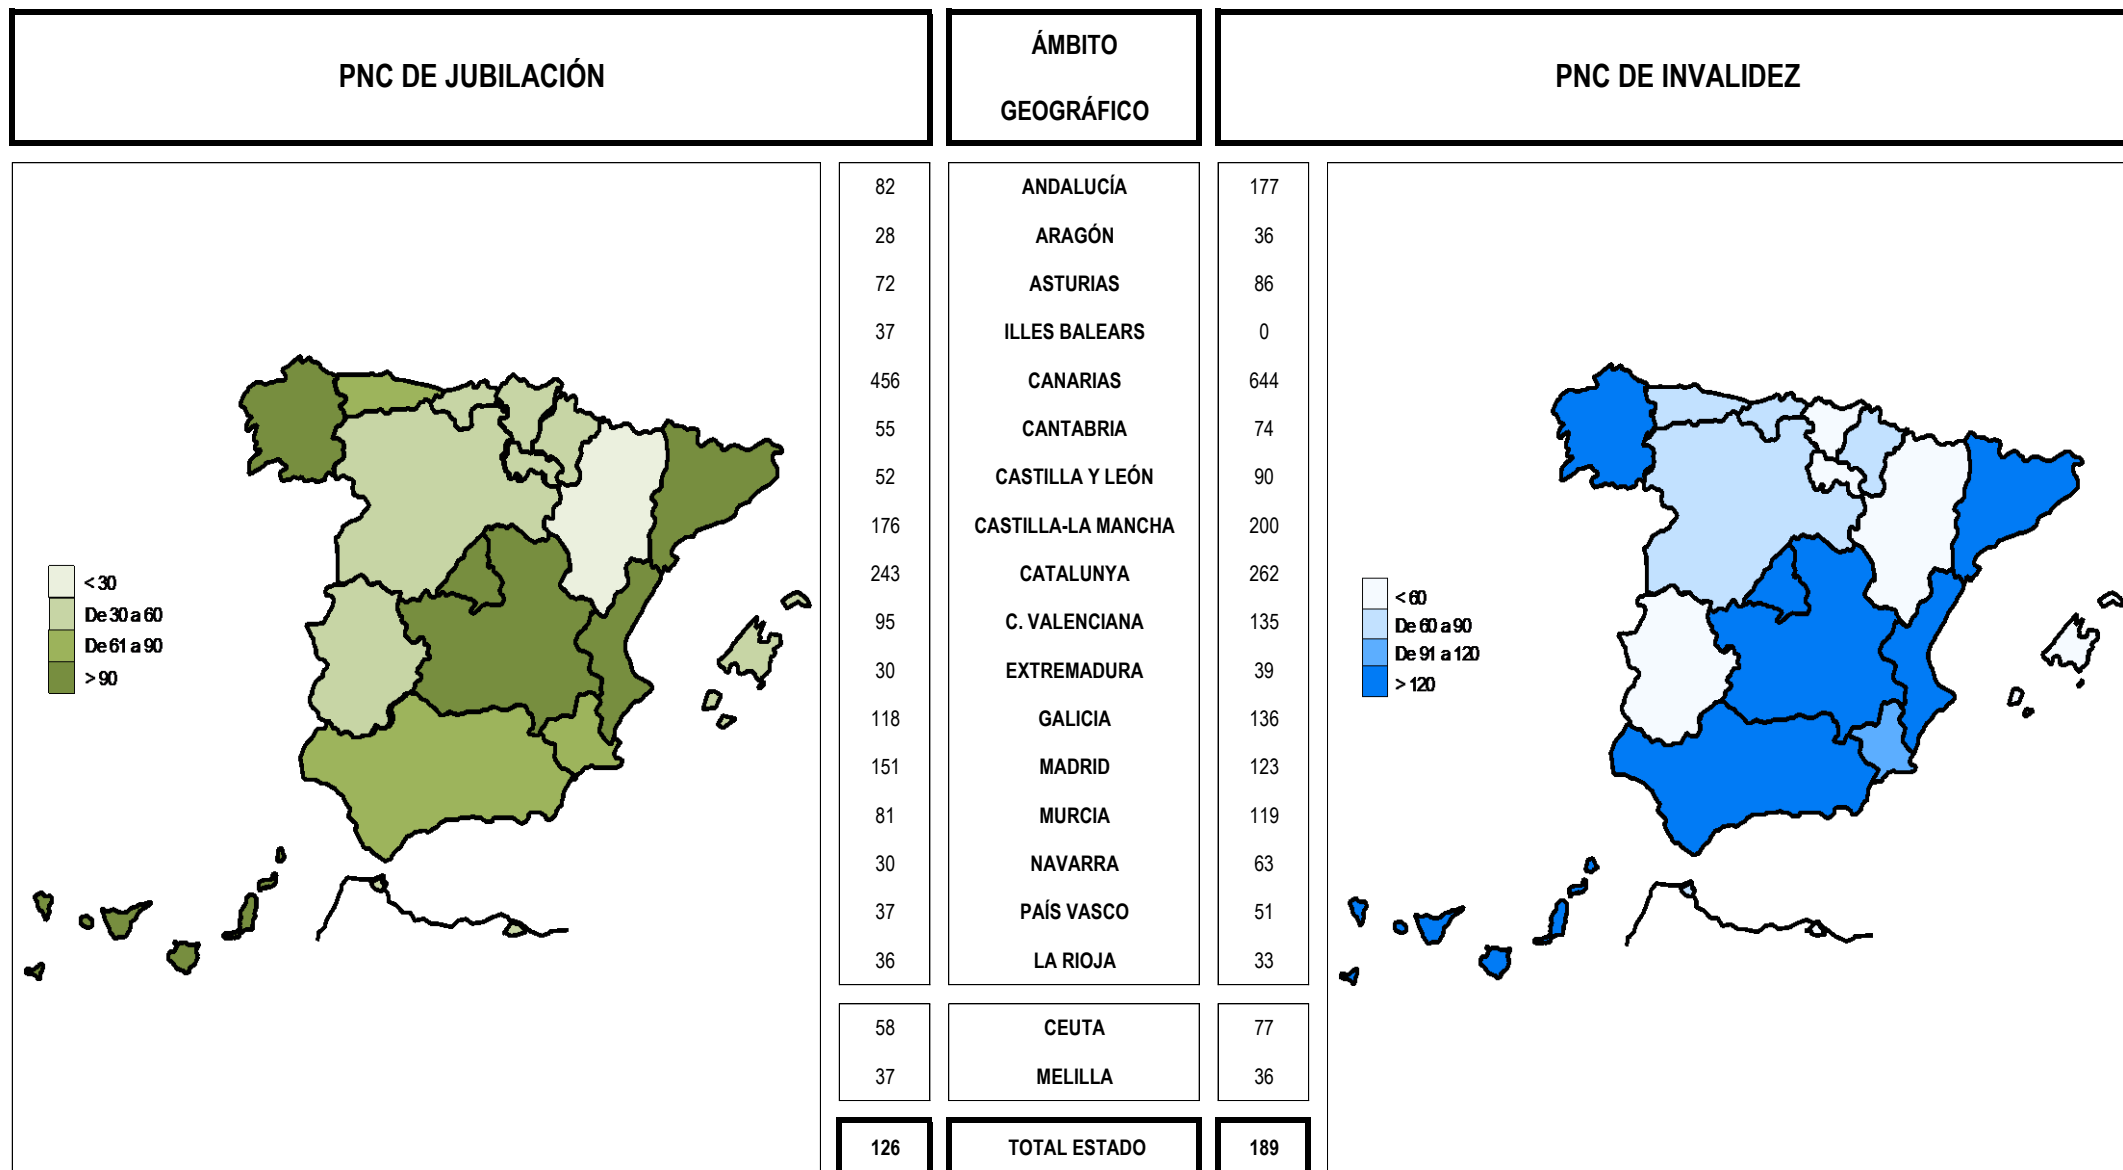 PNC DE JUBILACIÓN
ÁMBITO
GEOGRÁFICO
PNC DE INVALIDEZ
82 ANDALUCÍA 177
28 ARAGÓN 36
72 ASTURIAS 86
37 ILLES BALEARS 0
456 CANARIAS 644
55 CANTABRIA 74
52 CASTILLA Y LEÓN 90
176 CASTILLA-LA MANCHA 200
243 CATALUNYA 262
95 C. VALENCIANA 135
30 EXTREMADURA 39
118 GALICIA 136
151 MADRID 123
81 MURCIA 119
30 NAVARRA 63
37 PAÍS VASCO 51
36 LA RIOJA 33
58 CEUTA 77
37 MELILLA 36
126 TOTAL ESTADO 189
< 30
De 30 a 60
De 61 a 90
> 90
< 60
De 60 a 90
De 91 a 120
> 120